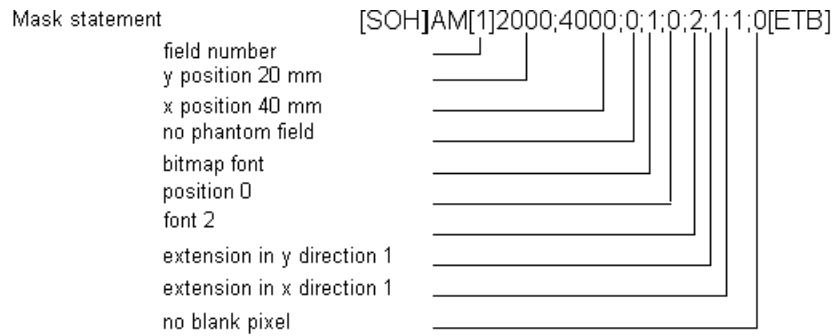 Mask statement [SOH]AM[1]2000;4000;0;1;0;2;1;1;0[ETB]
field number
y position 20 mm
x position 40 mm
no phantom field
bitmap font
position 0
font 2
extension in y direction 1
extension in x direction 1
no blank pixel